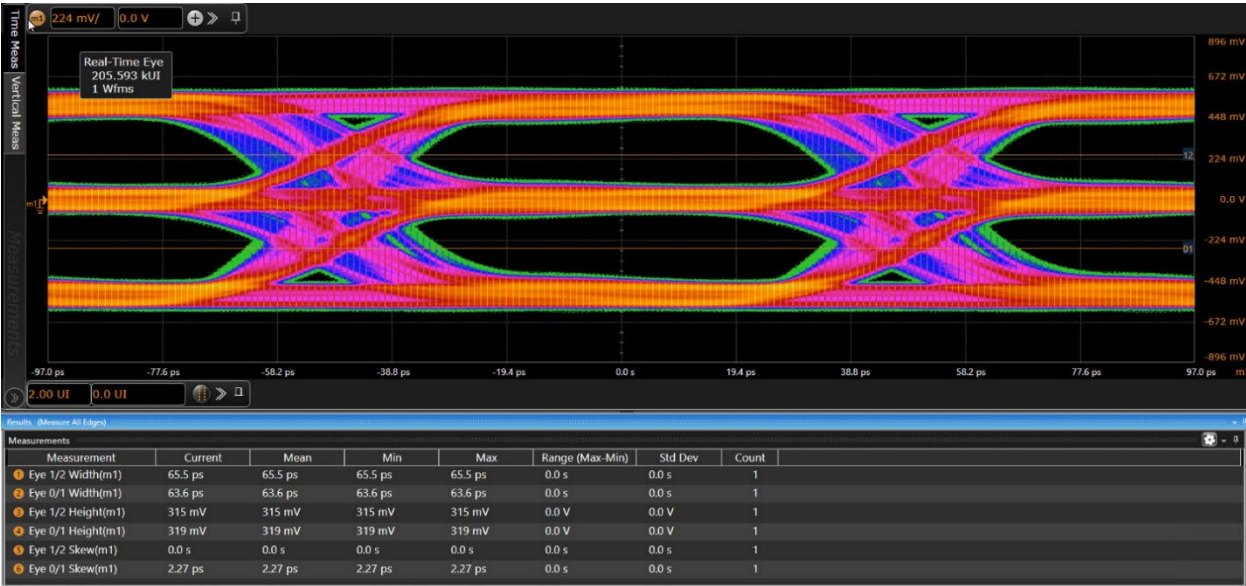 Time Meas
Vertical Meas
Measurements
m1 224 mV/ 0.0 V
Real-Time Eye
205.593 kUI
1 Wfms
896 mV
672 mV
448 mV
12
224 mV
m1
0.0 V
-224 mV
01
-448 mV
-672 mV
-896 mV
-97.0 ps -77.6 ps -58.2 ps -38.8 ps -19.4 ps 0.0 s 19.4 ps 38.8 ps 58.2 ps 77.6 ps 97.0 ps
2.00 UI 0.0 UI
Results (Measure All Edges)
Measurements
Measurement Current Mean Min Max Range (Max-Min) Std Dev Count
1 Eye 1/2 Width(m1) 65.5 ps 65.5 ps 65.5 ps 65.5 ps 0.0 s 0.0 s 1
2 Eye 0/1 Width(m1) 63.6 ps 63.6 ps 63.6 ps 63.6 ps 0.0 s 0.0 s 1
3 Eye 1/2 Height(m1) 315 mV 315 mV 315 mV 315 mV 0.0 V 0.0 V 1
4 Eye 0/1 Height(m1) 319 mV 319 mV 319 mV 319 mV 0.0 V 0.0 V 1
5 Eye 1/2 Skew(m1) 0.0 s 0.0 s 0.0 s 0.0 s 0.0 s 0.0 s 1
6 Eye 0/1 Skew(m1) 2.27 ps 2.27 ps 2.27 ps 2.27 ps 0.0 s 0.0 s 1